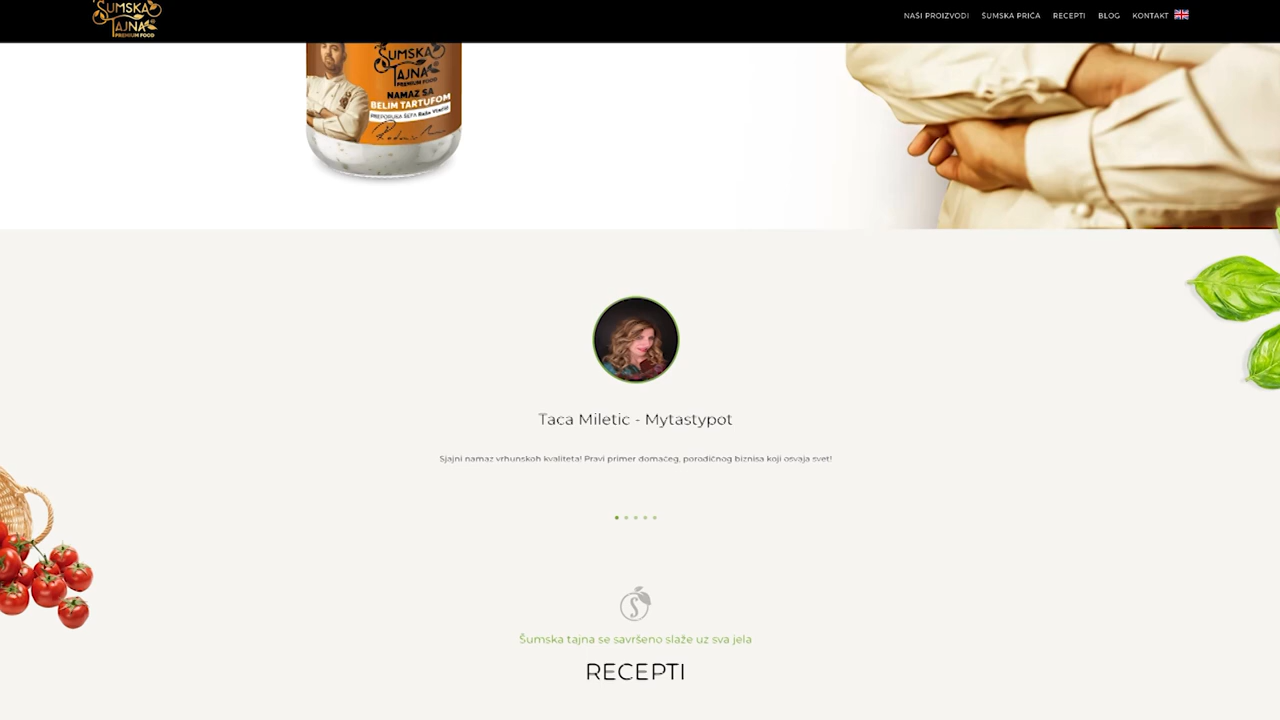 ŠUMSKA
TAJNA
PREMIUM FOOD
NAŠI PROIZVODI
ŠUMSKA PRIČA
RECEPTI
BLOG
KONTAKT
ŠUMSKA
TAJNA
PREMIUM FOOD
NAMAZ SA
BELIM TARTUFOM
PREPORUKA ŠEFA
Taca Miletic - Mytastypot
Sjajni namaz vrhunskoh kvaliteta! Pravi primer domaćeg, porodičnog biznisa koji osvaja svet!
Šumska tajna se savršeno slaže uz sva jela
RECEPTI